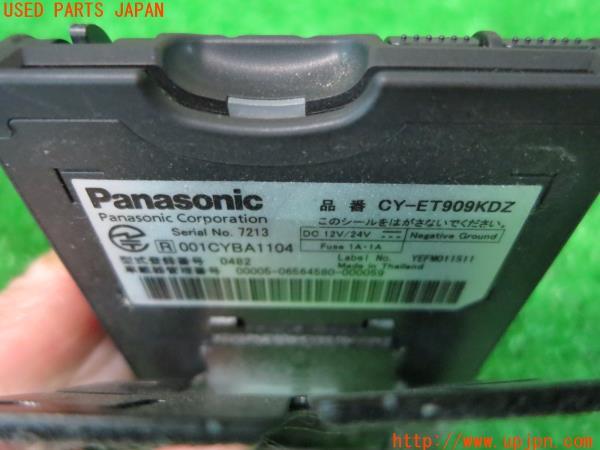 USED PARTS JAPAN
Panasonic
品番 CY-ET909KDZ
Panasonic Corporation
このシールをはがさないでください。
Serial No. 7213
DC 12V/24V Negative Ground
R 001CYBA1104
Fuse 1A-1A
型式登録番号 0482
Label No. YEFM011511
車載器管理番号 00005-06564580-000059
Made in Thailand
http://www.upjpn.com/